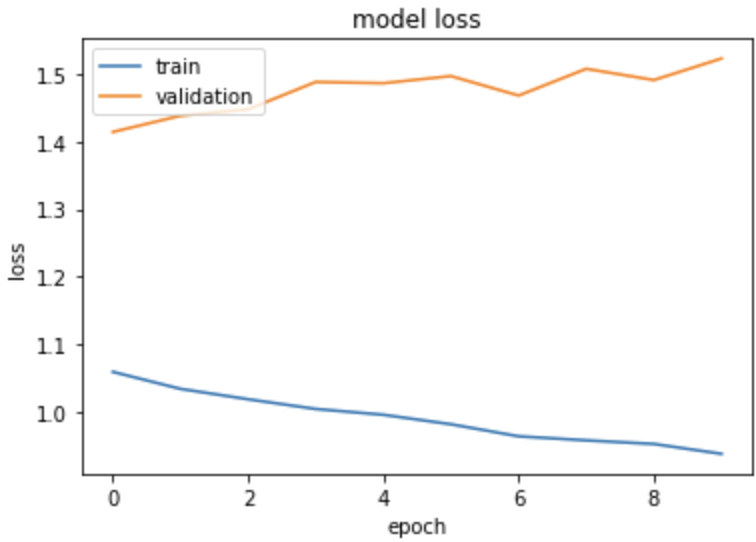 model loss
train
validation
1.5
1.4
1.3
1.2
1.1
1.0
loss
0 2 4 6 8
epoch